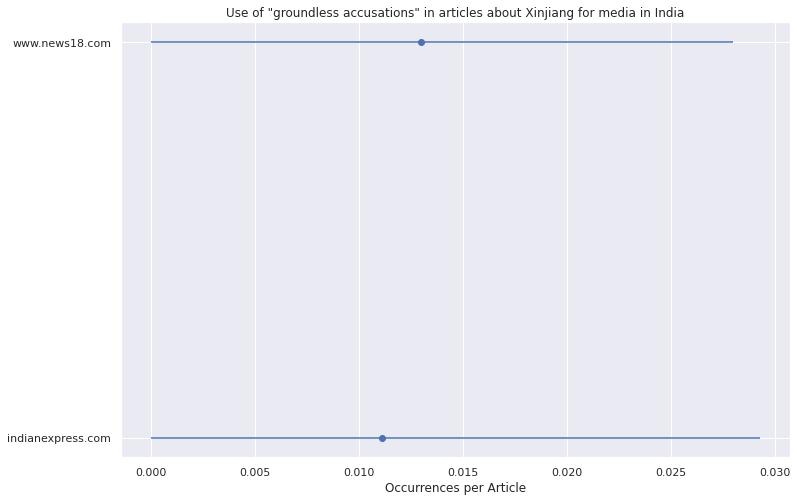 Use of "groundless accusations" in articles about Xinjiang for media in India
www.news18.com
indianexpress.com
0.000 0.005 0.010 0.015 0.020 0.025 0.030
Occurrences per Article